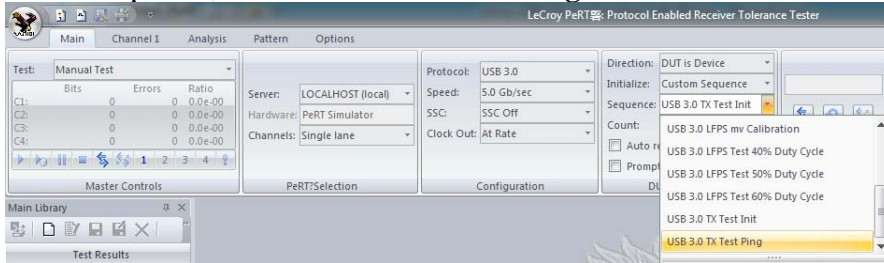 LeCroy PeRT뿳: Protocol Enabled Receiver Tolerance Tester
Main Channel 1 Analysis Pattern Options
Test: Manual Test
Bits Errors Ratio
C1: 0 0 0.0e-00
C2: 0 0 0.0e-00
C3: 0 0 0.0e-00
C4: 0 0 0.0e-00
1 2 3 4
Master Controls
Server: LOCALHOST (local)
Hardware: PeRT Simulator
Channels: Single lane
PeRT?Selection
Protocol: USB 3.0
Speed: 5.0 Gb/sec
SSC: SSC Off
Clock Out: At Rate
Configuration
Direction: DUT is Device
Initialize: Custom Sequence
Sequence: USB 3.0 TX Test Init
Count:
Auto re
Prompt
DU
USB 3.0 LFPS mv Calibration
USB 3.0 LFPS Test 40% Duty Cycle
USB 3.0 LFPS Test 50% Duty Cycle
USB 3.0 LFPS Test 60% Duty Cycle
USB 3.0 TX Test Init
USB 3.0 TX Test Ping
Main Library
Test Results